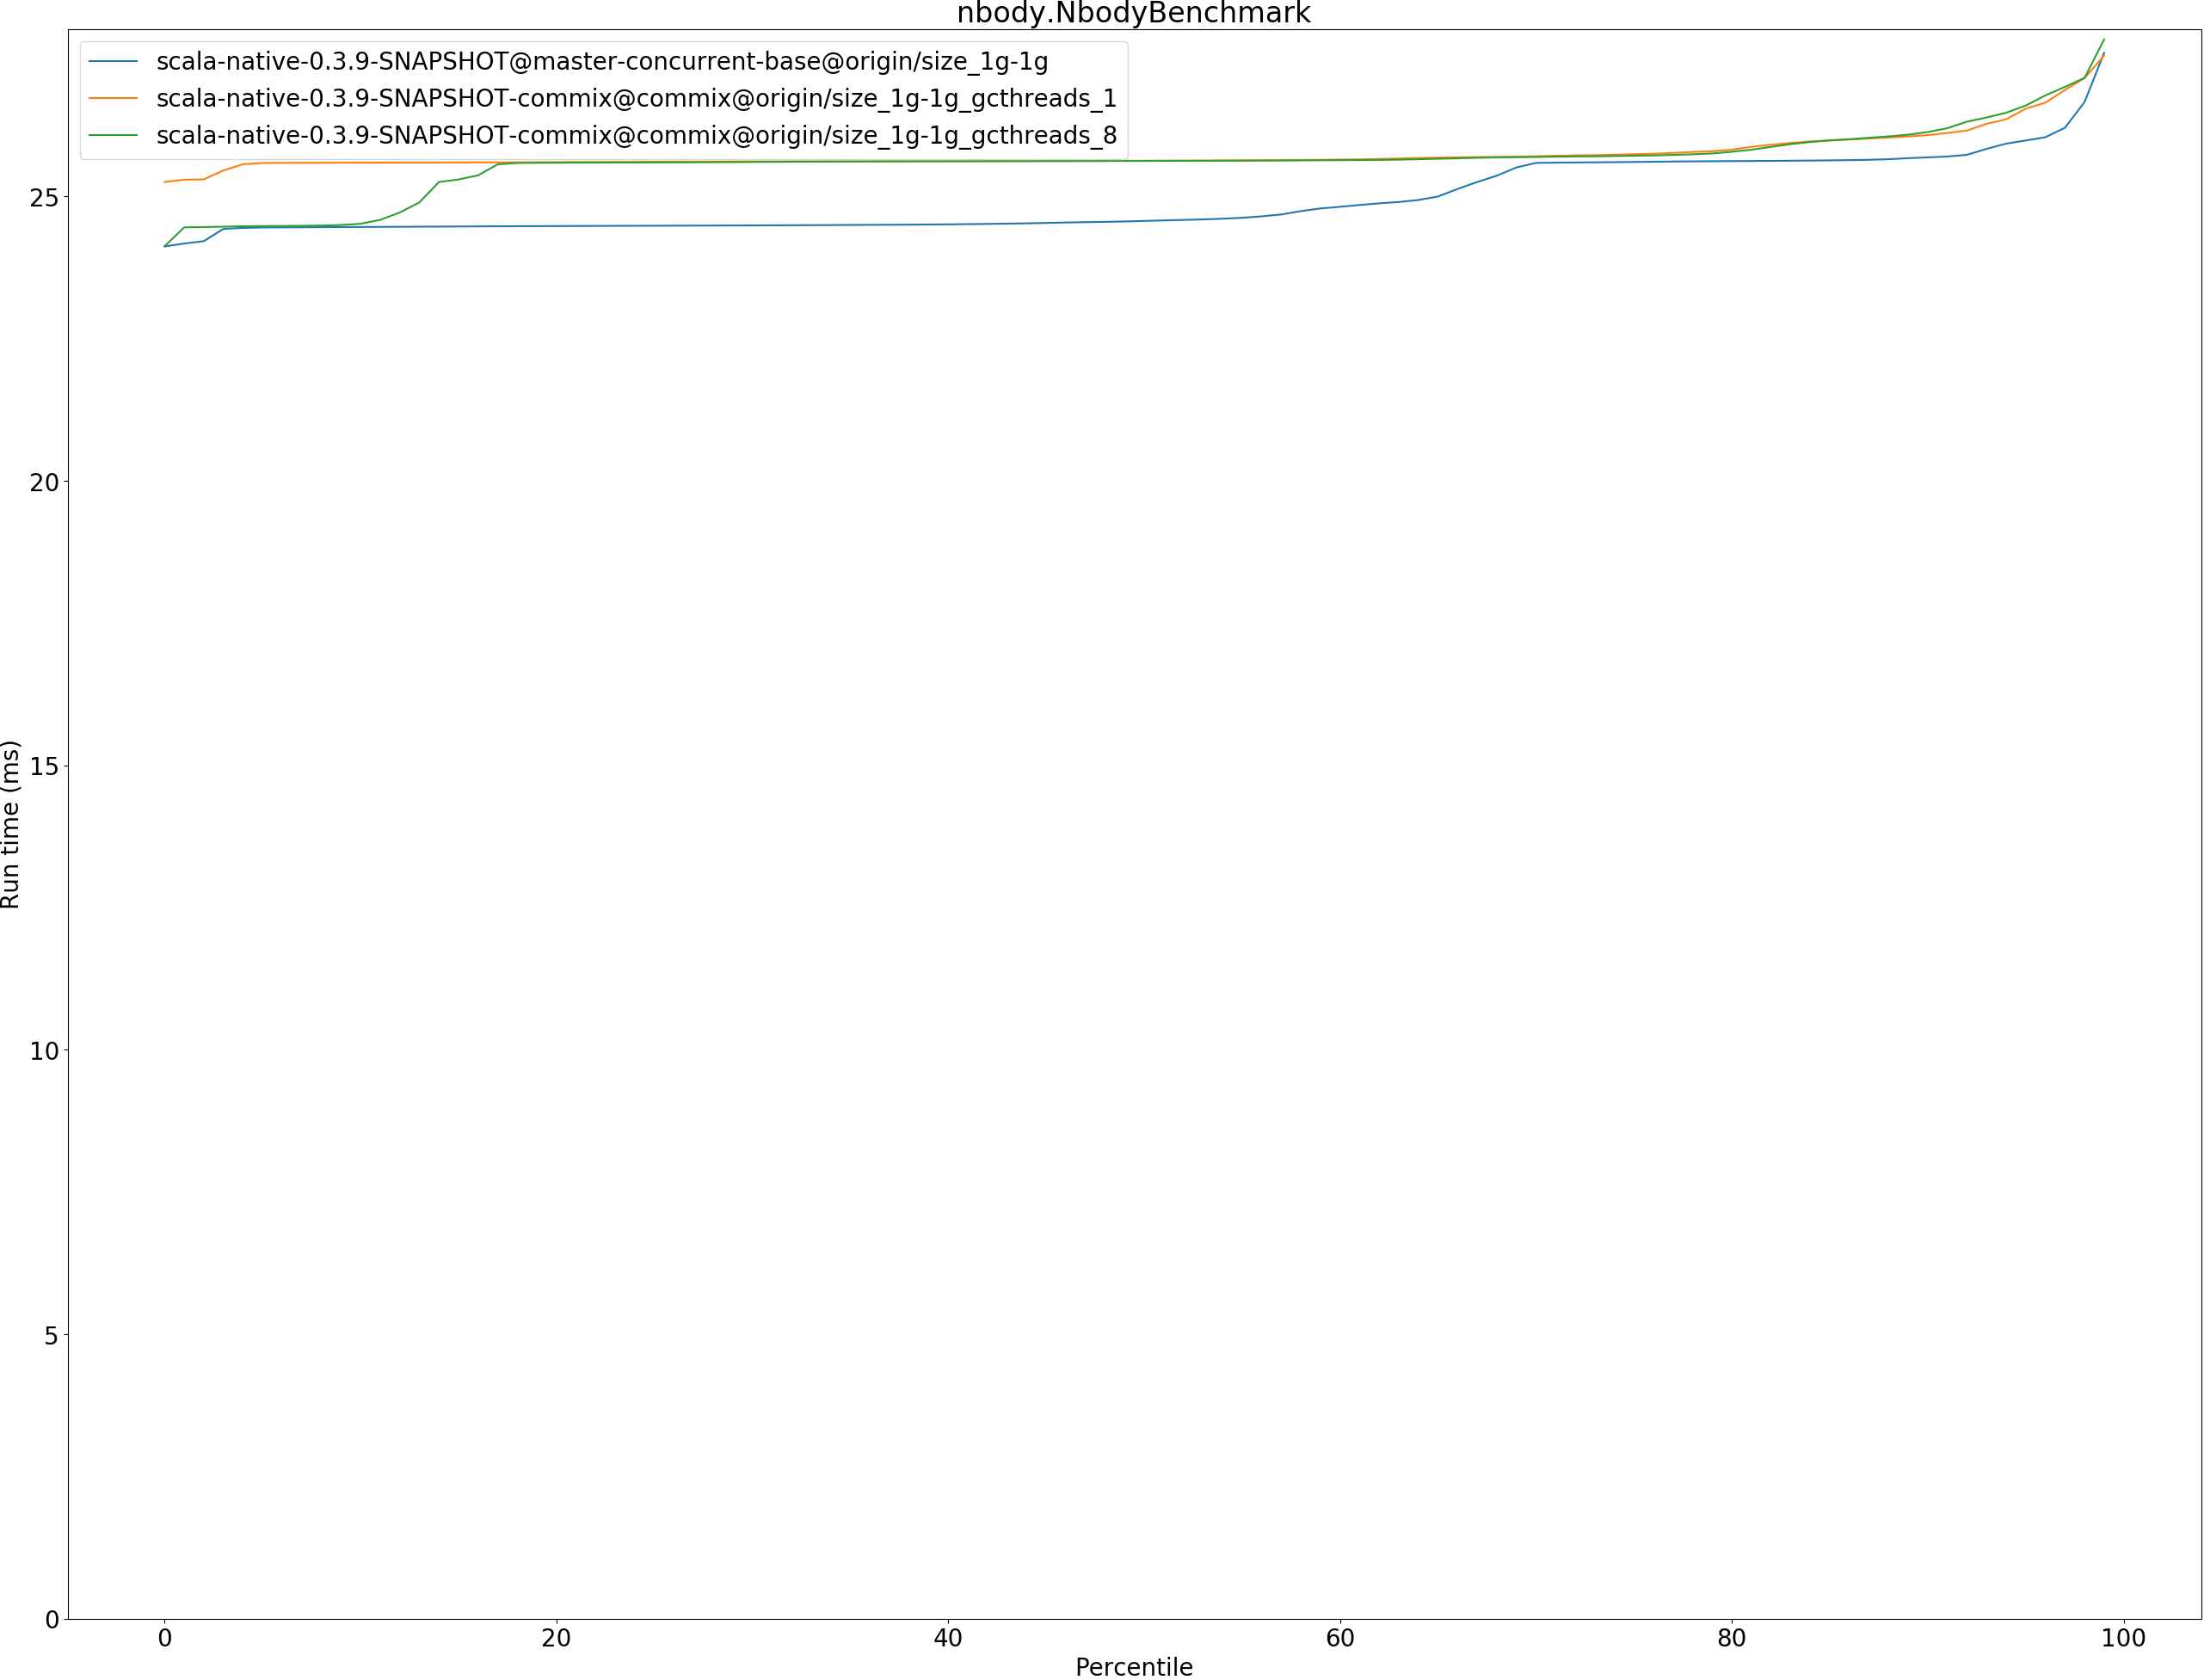 nbody.NbodyBenchmark
scala-native-0.3.9-SNAPSHOT@master-concurrent-base@origin/size_1g-1g
scala-native-0.3.9-SNAPSHOT-commix@commix@origin/size_1g-1g_gcthreads_1
scala-native-0.3.9-SNAPSHOT-commix@commix@origin/size_1g-1g_gcthreads_8
25
20
15
10
5
0
Run time (ms)
0 20 40 60 80 100
Percentile